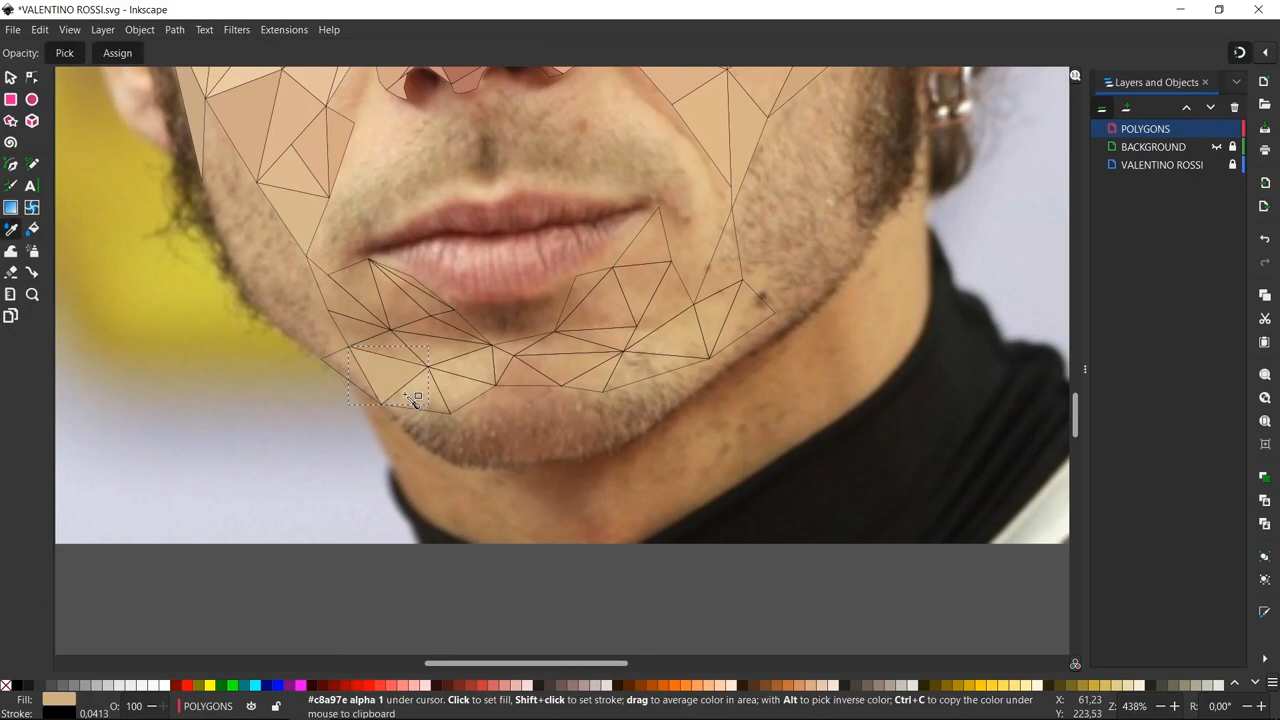 *VALENTINO ROSSI.svg - Inkscape
File Edit View Layer Object Path Text Filters Extensions Help
Opacity: Pick Assign
Layers and Objects
POLYGONS
BACKGROUND
VALENTINO ROSSI
Fill:
Stroke: 0,0413
O: 100
POLYGONS
#c8a97e alpha 1 under cursor. Click to set fill, Shift+click to set stroke; drag to average color in area; with Alt to pick inverse color; Ctrl+C to copy the color under
mouse to clipboard
X: 61,23
Y: 223,53
Z: 438%
R: 0,00°